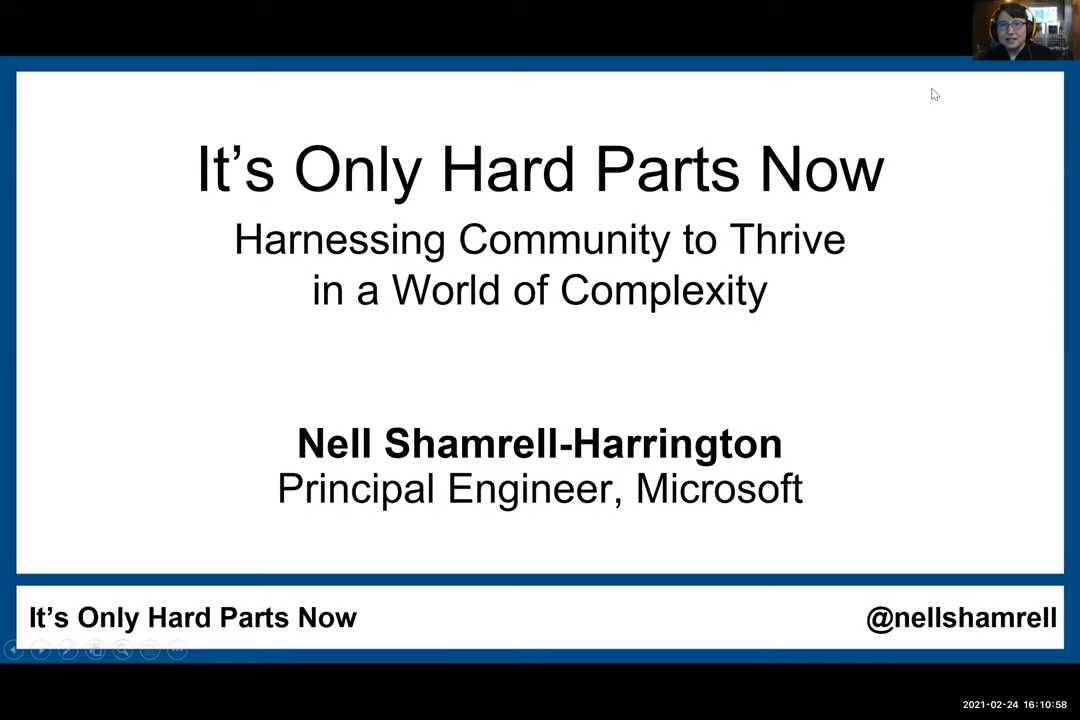 It’s Only Hard Parts Now
Harnessing Community to Thrive
in a World of Complexity
Nell Shamrell-Harrington
Principal Engineer, Microsoft
It’s Only Hard Parts Now
@nellshamrell
2021-02-24 16:10:58